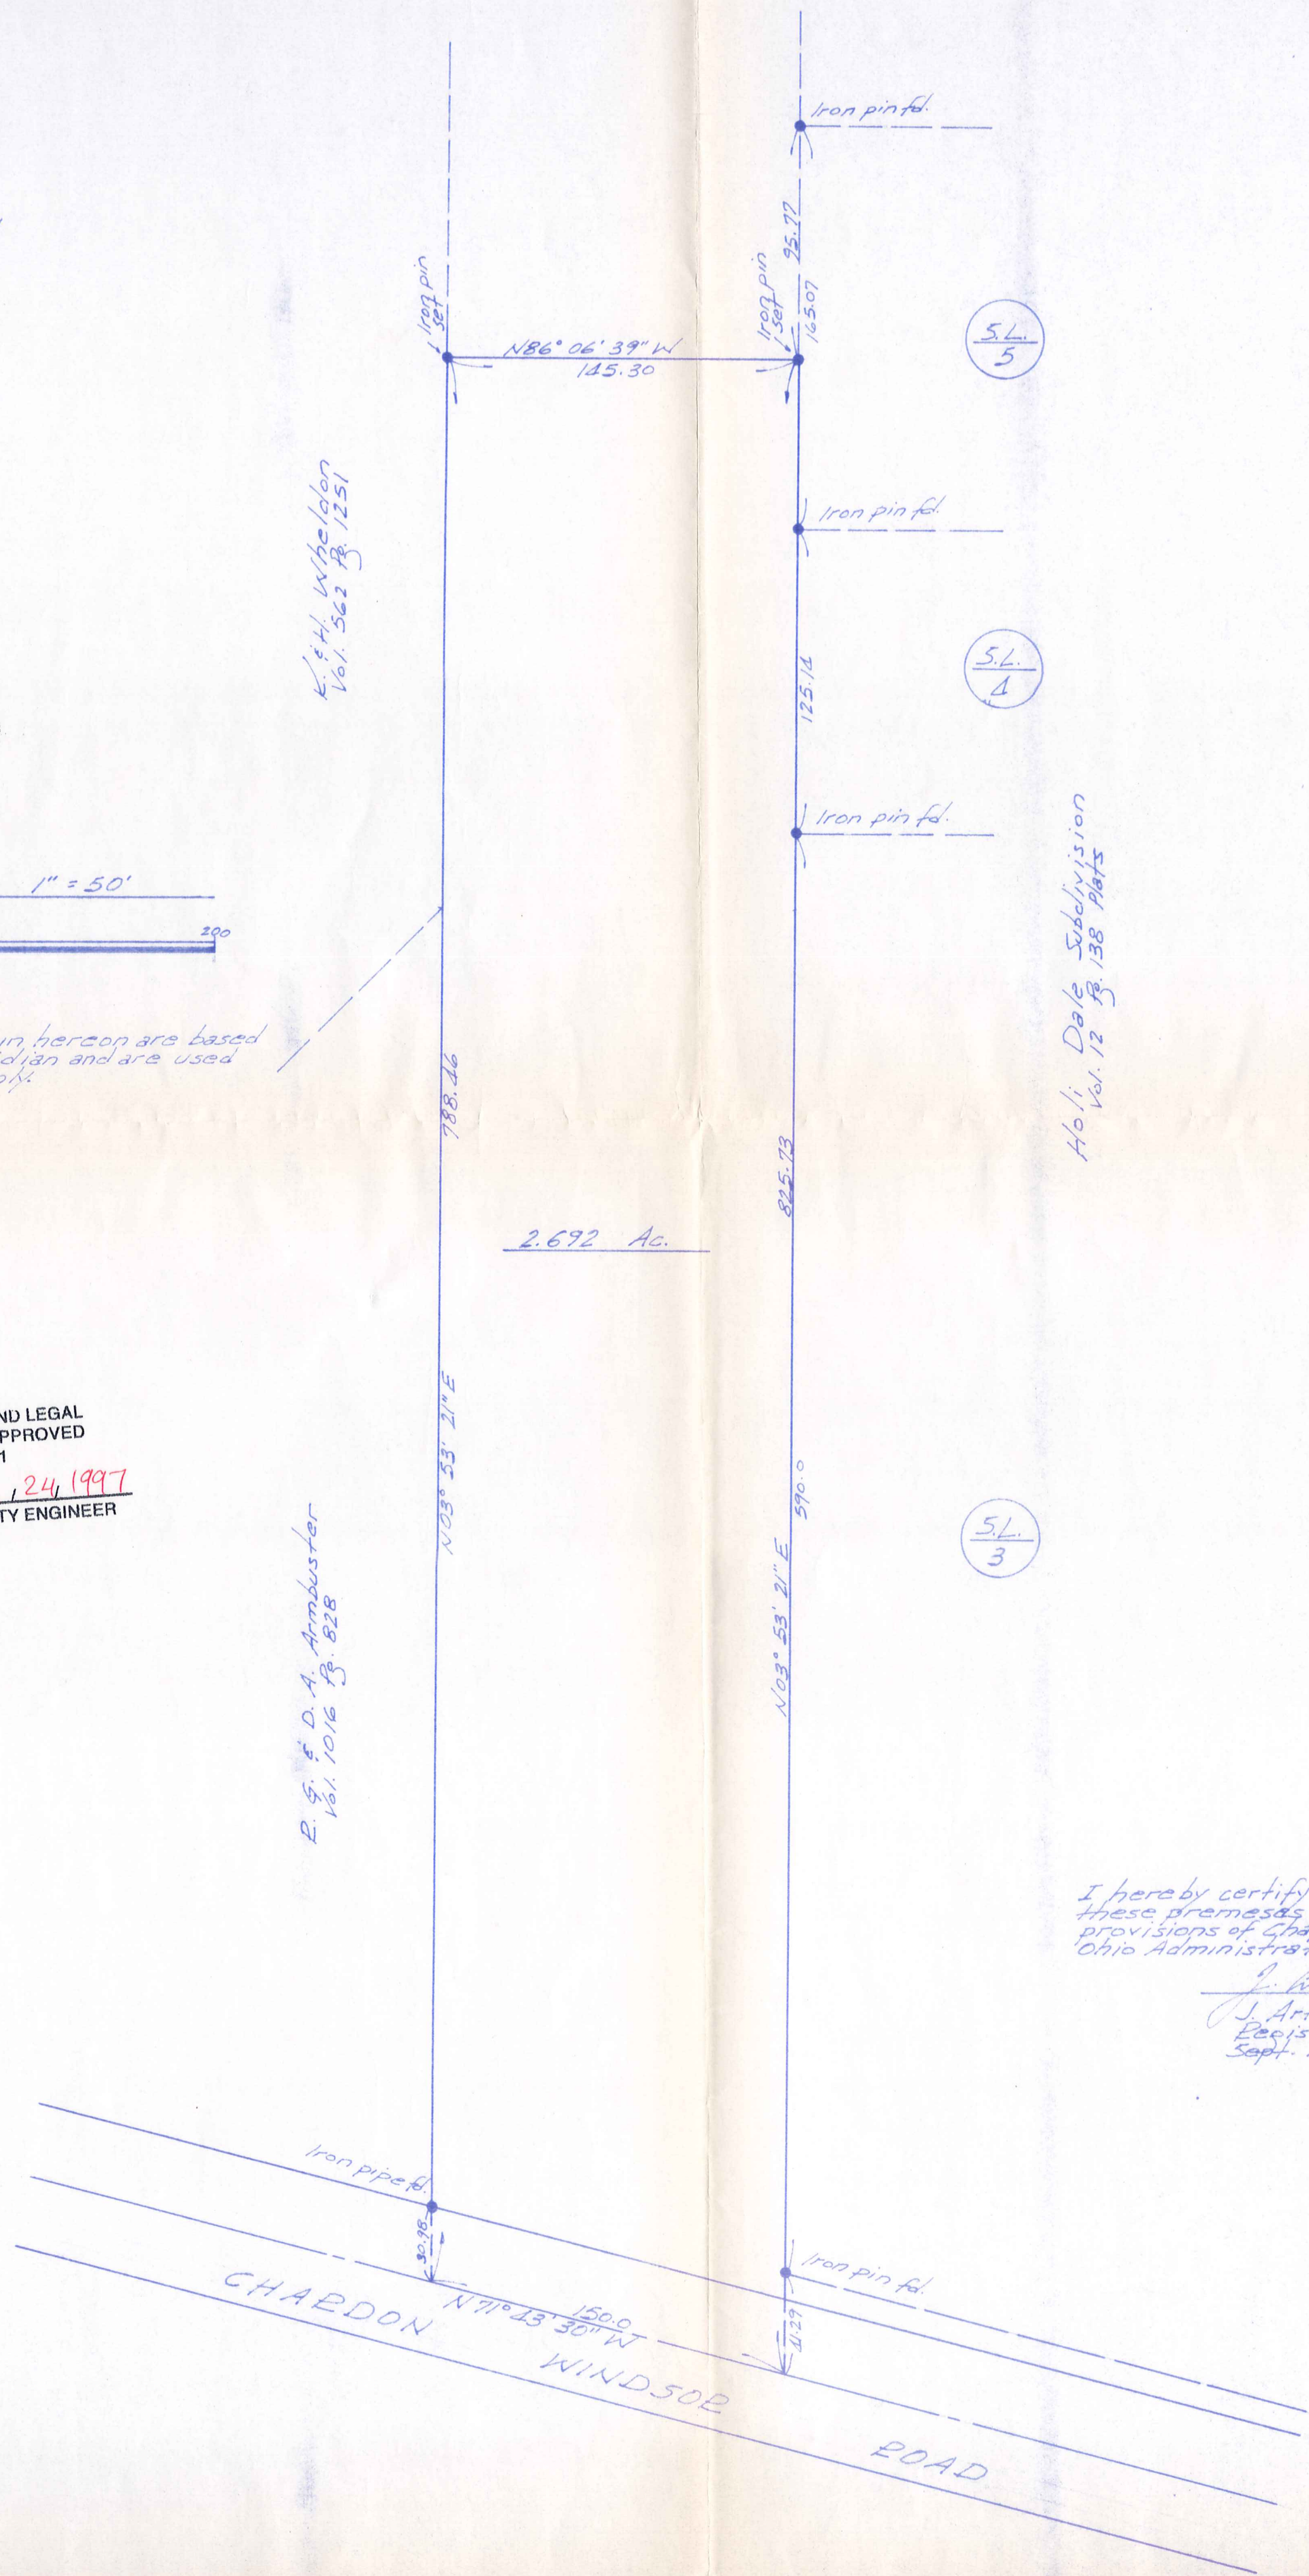 Iron pin fd.
95.77
Iron pin
set
Iron pin
set
165.07
N86° 06' 39" W
145.30
S.L.
5
K. & H. Wheldon
Vol. 562 Pg. 1251
Iron pin fd.
S.L.
4
125.14
Iron pin fd.
1" = 50'
200
Holi Dale Subdivision
Vol. 12 Pg. 138 Plats
hereon are based
and are used
788.46
825.73
2.692 Ac.
N03° 53' 21" E
ND LEGAL
PPROVED
24, 1997
TY ENGINEER
590.0
S.L.
3
N03° 53' 21" E
R. G. & D. A. Armbuster
Vol. 1016 Pg. 828
I hereby certify
these premeses
provisions of Cha
Ohio Administra
J. Ar
Regis
Sept.
Iron pipe fd.
30.98
Iron pin fd.
41.29
150.0
N71° 43' 30" W
CHARDON WINDSOR ROAD